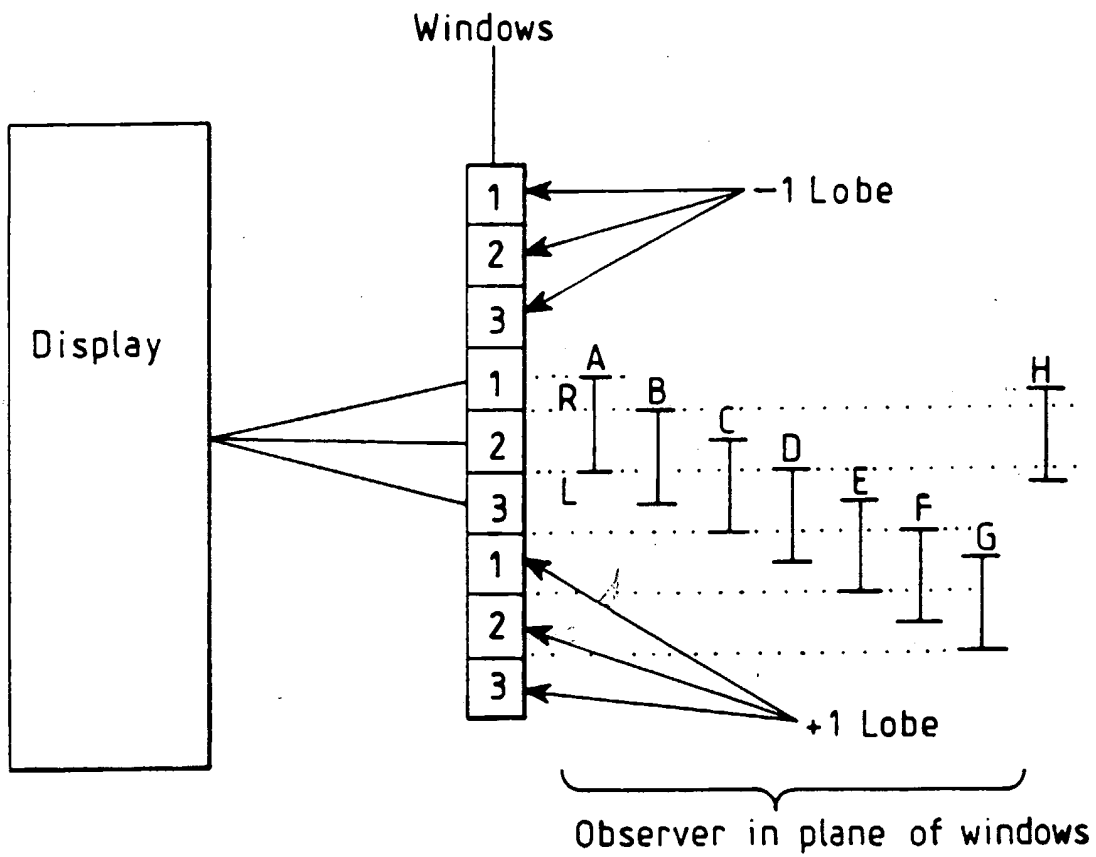 Windows
1
-1 Lobe
2
3
Display
A
H
1
R
B
C
2
D
L
E
3
F
G
1
2
3
+1 Lobe
Observer in plane of windows